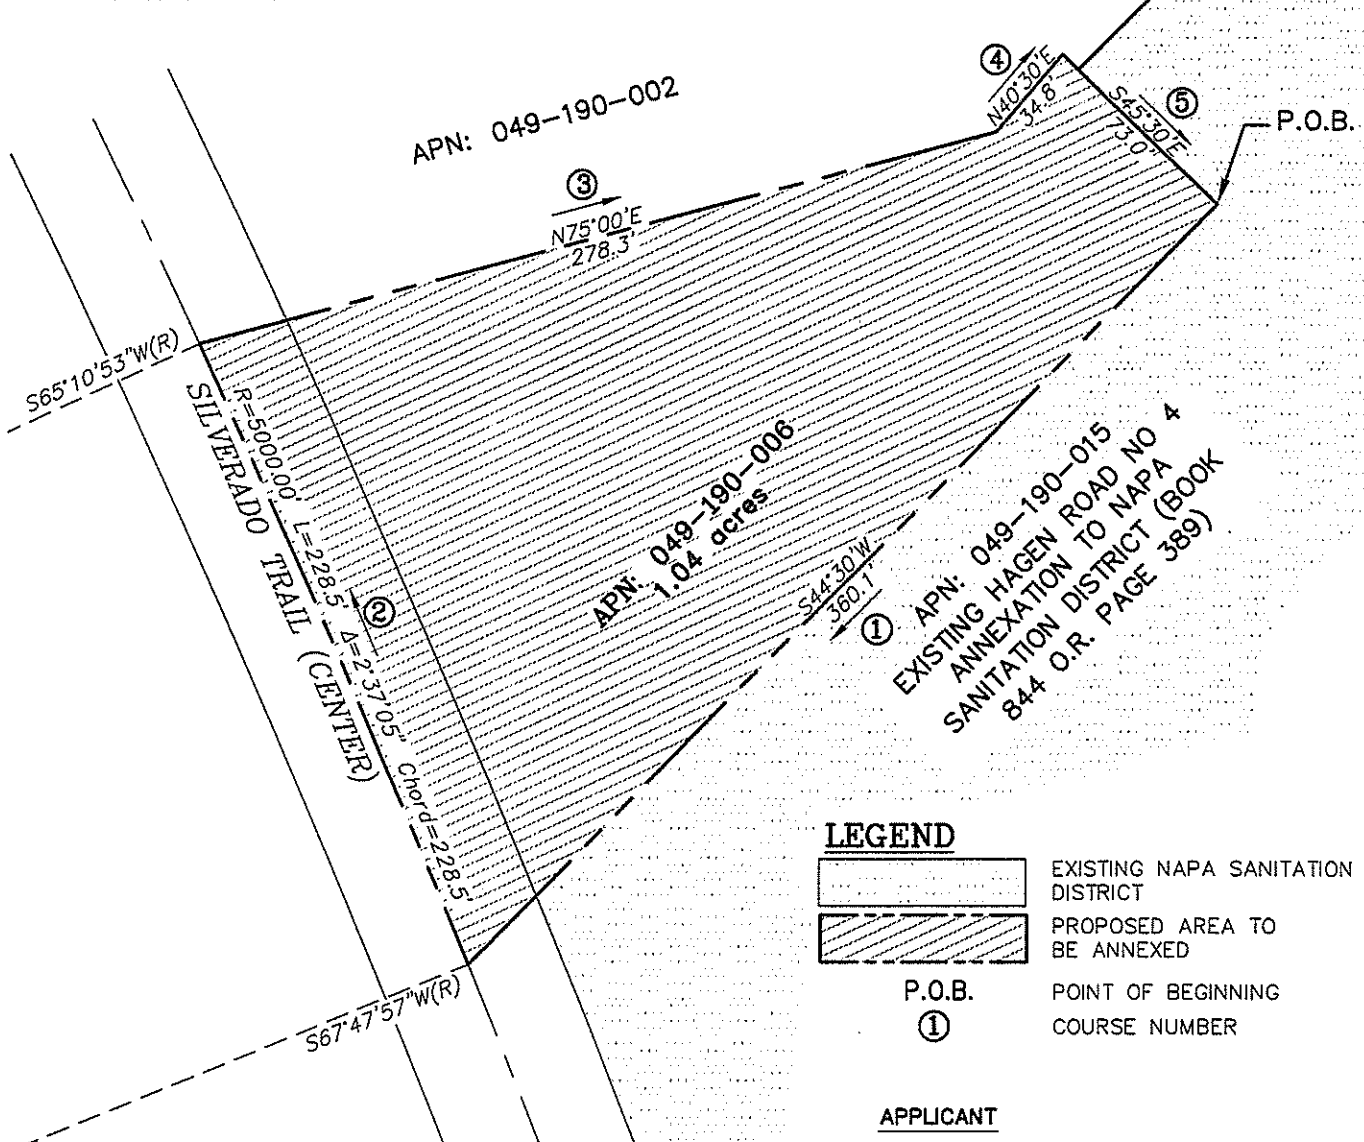 APN: 049-190-002
④
N40°30'E
34.8'
S45°30'E
73.0'
⑤
P.O.B.
③
N75°00'E
278.3'
S65°10'53"W(R)
SILVERADO TRAIL (CENTER)
R=5000.00' L=228.5' Δ=2°37'05" Chord=228.5'
②
APN: 049-190-006
1.04 acres
S44°30'W
360.1'
①
APN: 049-190-015
EXISTING HAGEN ROAD NO 4
ANNEXATION TO NAPA
SANITATION DISTRICT (BOOK
844 O.R. PAGE 389)
S67°47'57"W(R)
LEGEND
EXISTING NAPA SANITATION
DISTRICT
PROPOSED AREA TO
BE ANNEXED
P.O.B. POINT OF BEGINNING
① COURSE NUMBER
APPLICANT